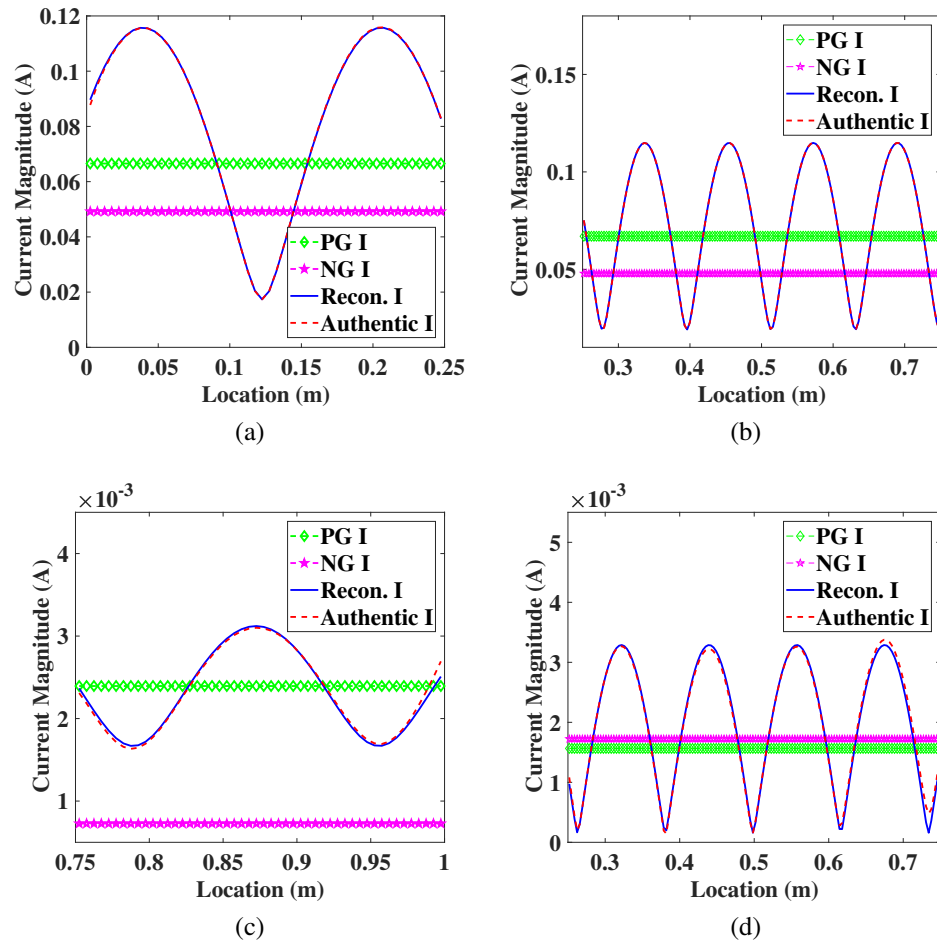 0.12
0.1
0.08
0.06
0.04
0.02
0
Current Magnitude (A)
PG I
NG I
Recon. I
Authentic I
0 0.05 0.1 0.15 0.2 0.25
Location (m)
(a)
0.15
0.1
0.05
Current Magnitude (A)
PG I
NG I
Recon. I
Authentic I
0.3 0.4 0.5 0.6 0.7
Location (m)
(b)
×10⁻³
4
3
2
1
Current Magnitude (A)
PG I
NG I
Recon. I
Authentic I
0.75 0.8 0.85 0.9 0.95 1
Location (m)
(c)
×10⁻³
5
4
3
2
1
0
Current Magnitude (A)
PG I
NG I
Recon. I
Authentic I
0.3 0.4 0.5 0.6 0.7
Location (m)
(d)